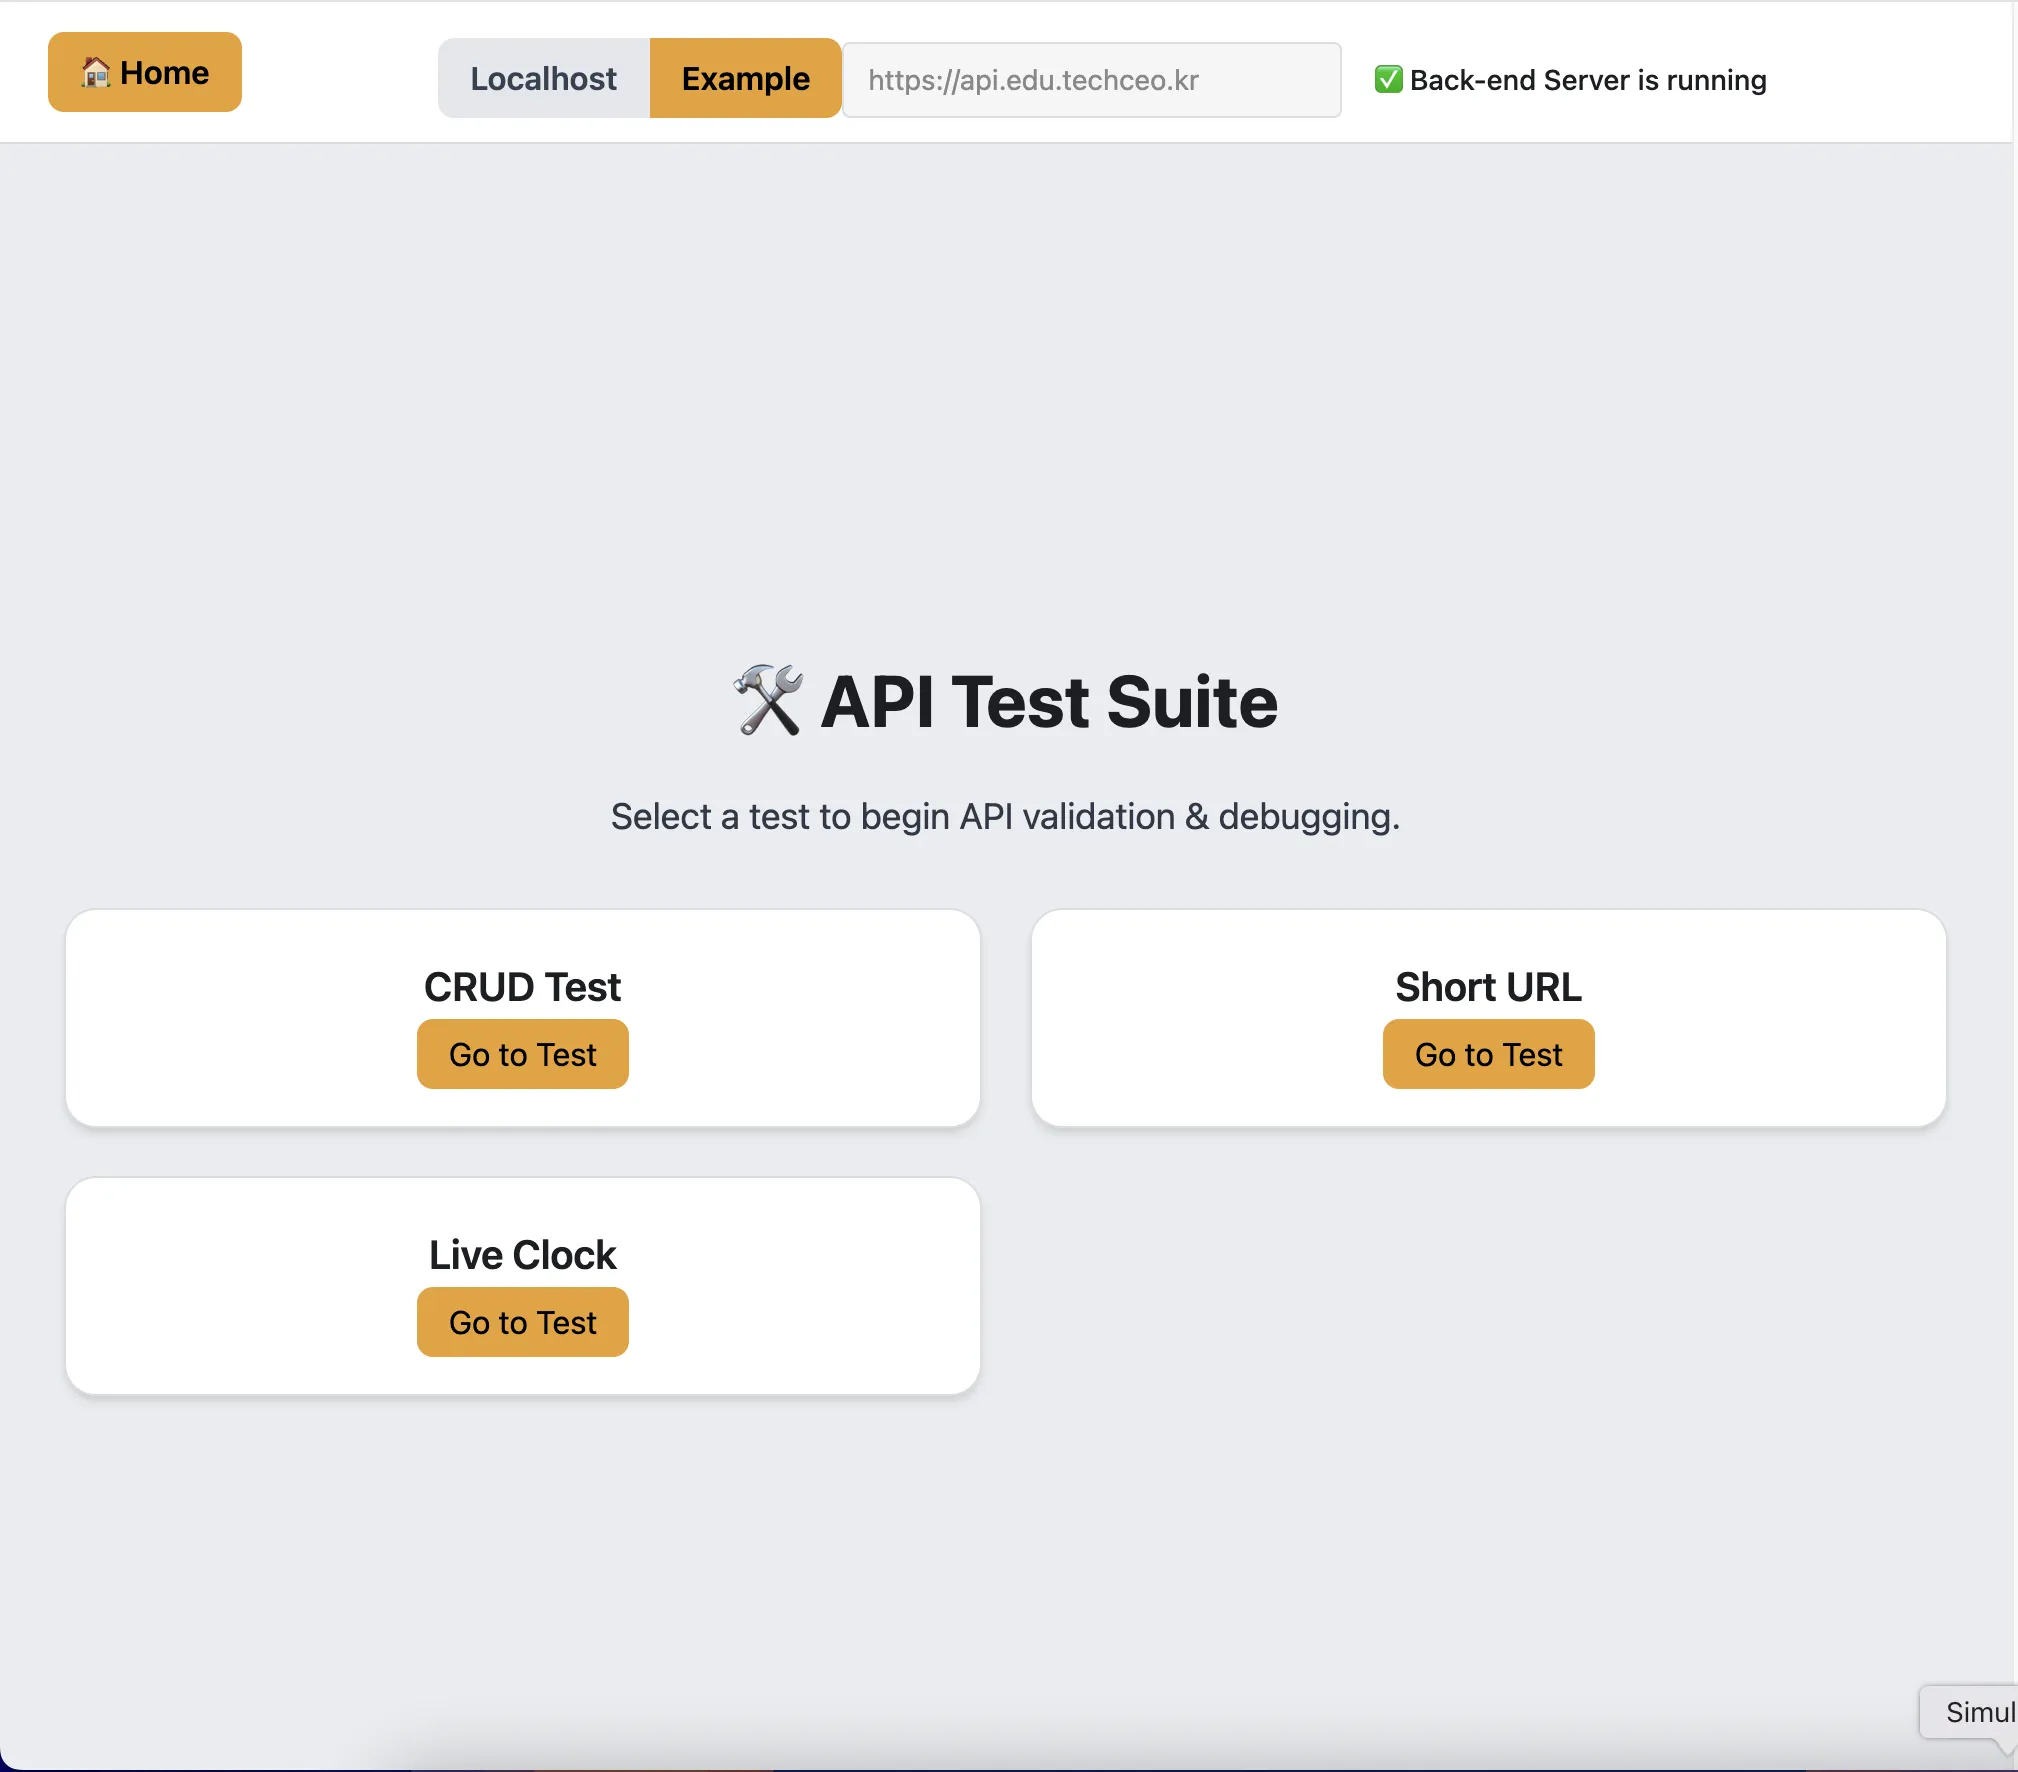 🏠 Home
Localhost
Example
https://api.edu.techceo.kr
✅ Back-end Server is running
🛠️ API Test Suite
Select a test to begin API validation & debugging.
CRUD Test
Go to Test
Short URL
Go to Test
Live Clock
Go to Test
Simul